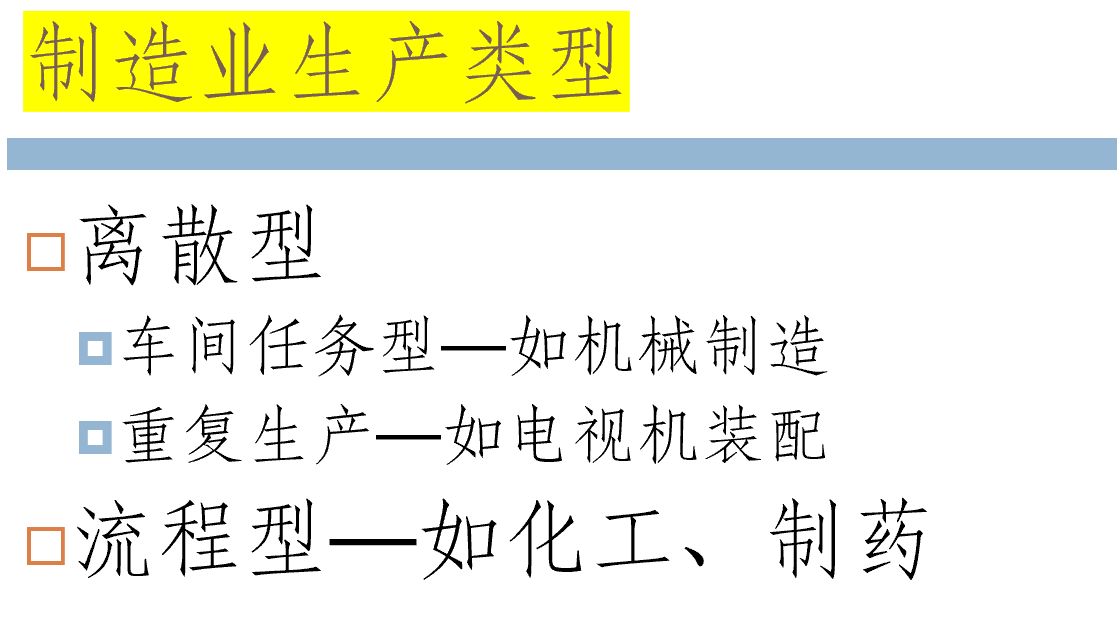 制造业生产类型
离散型
车间任务型—如机械制造
重复生产—如电视机装配
流程型—如化工、制药